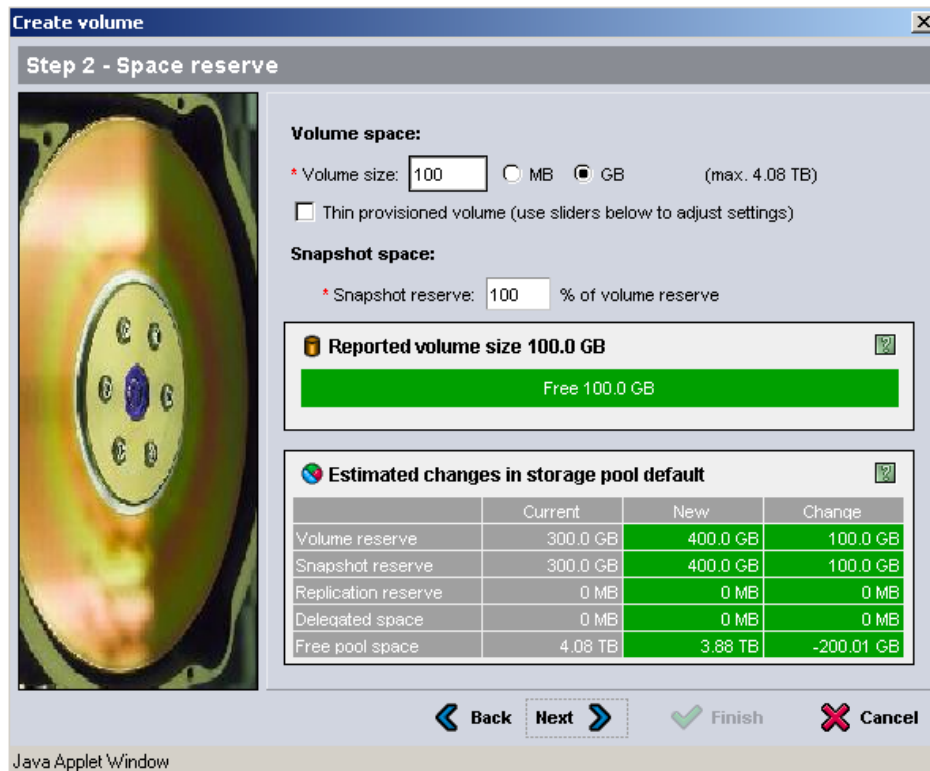 Create volume
Step 2 - Space reserve
Volume space:
* Volume size: 100 MB GB (max. 4.08 TB)
Thin provisioned volume (use sliders below to adjust settings)
Snapshot space:
* Snapshot reserve: 100 % of volume reserve
Reported volume size 100.0 GB ?
Free 100.0 GB
Estimated changes in storage pool default ?
Current New Change
Volume reserve 300.0 GB 400.0 GB 100.0 GB
Snapshot reserve 300.0 GB 400.0 GB 100.0 GB
Replication reserve 0 MB 0 MB 0 MB
Delegated space 0 MB 0 MB 0 MB
Free pool space 4.08 TB 3.88 TB -200.01 GB
Back Next Finish Cancel
Java Applet Window